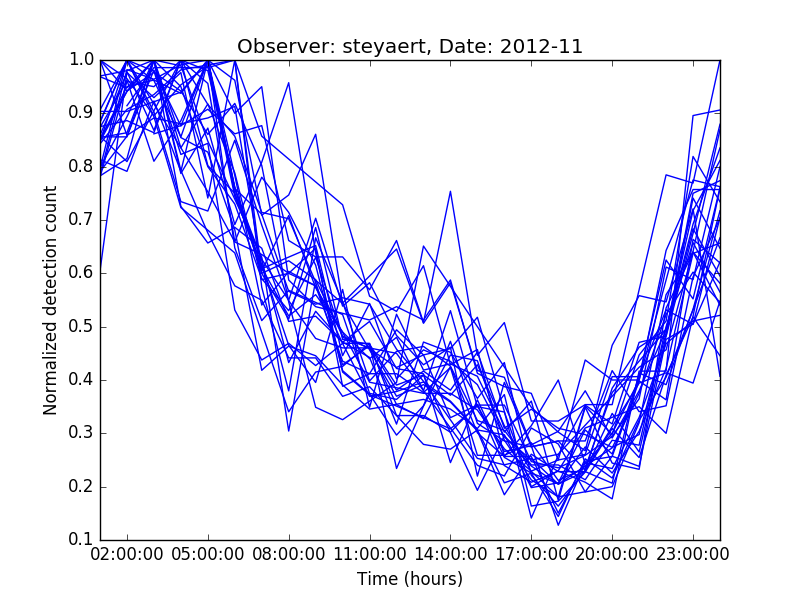 Observer: steyaert, Date: 2012-11
1.0
0.9
0.8
0.7
0.6
0.5
0.4
0.3
0.2
0.1
Normalized detection count
02:00:00 05:00:00 08:00:00 11:00:00 14:00:00 17:00:00 20:00:00 23:00:00
Time (hours)